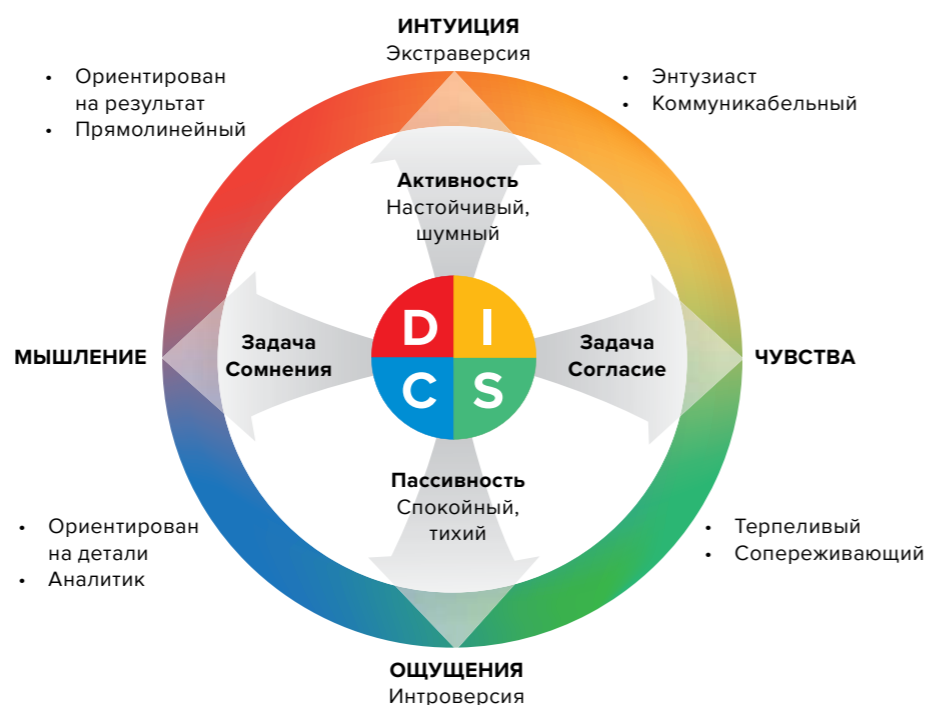 ИНТУИЦИЯ
Экстраверсия
• Ориентирован
на результат
• Прямолинейный
• Энтузиаст
• Коммуникабельный
Активность
Настойчивый,
шумный
МЫШЛЕНИЕ
Задача
Сомнения
D I
C S
Задача
Согласие
ЧУВСТВА
Пассивность
Спокойный,
тихий
• Ориентирован
на детали
• Аналитик
• Терпеливый
• Сопереживающий
ОЩУЩЕНИЯ
Интроверсия